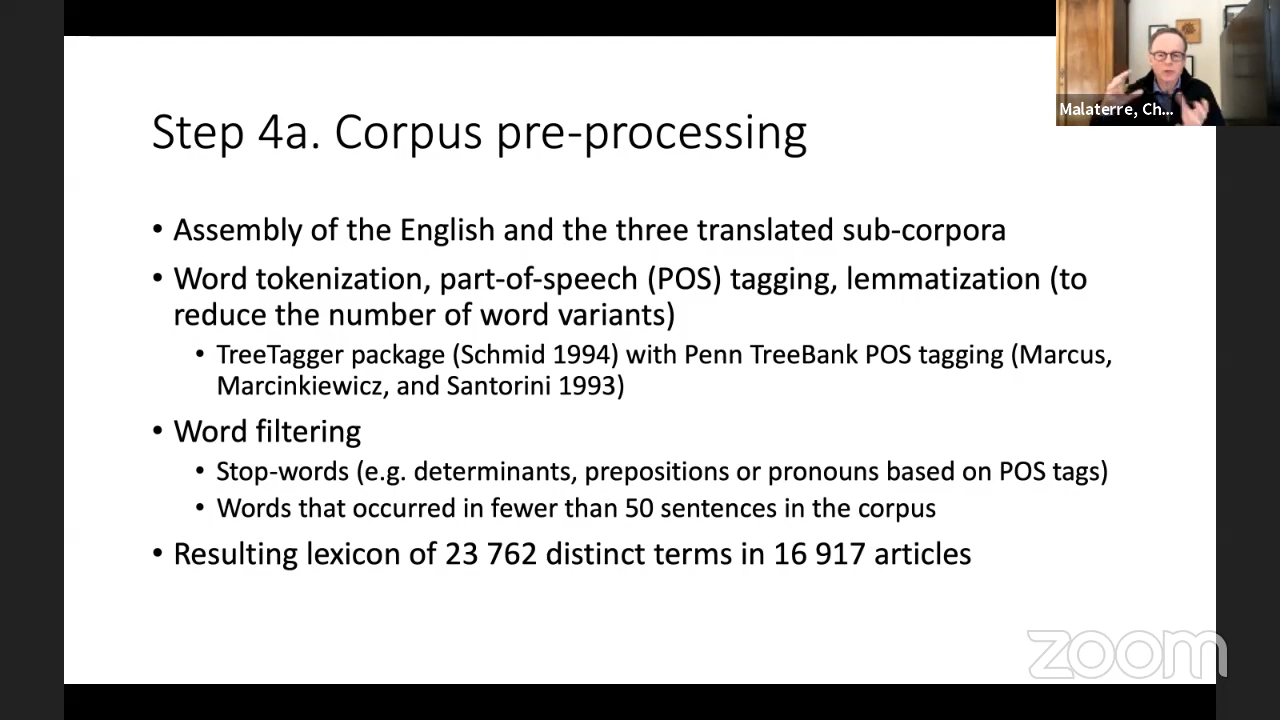 Malaterre, Ch...
Step 4a. Corpus pre-processing
• Assembly of the English and the three translated sub-corpora
• Word tokenization, part-of-speech (POS) tagging, lemmatization (to
reduce the number of word variants)
• TreeTagger package (Schmid 1994) with Penn TreeBank POS tagging (Marcus,
Marcinkiewicz, and Santorini 1993)
• Word filtering
• Stop-words (e.g. determinants, prepositions or pronouns based on POS tags)
• Words that occurred in fewer than 50 sentences in the corpus
• Resulting lexicon of 23 762 distinct terms in 16 917 articles
zoom